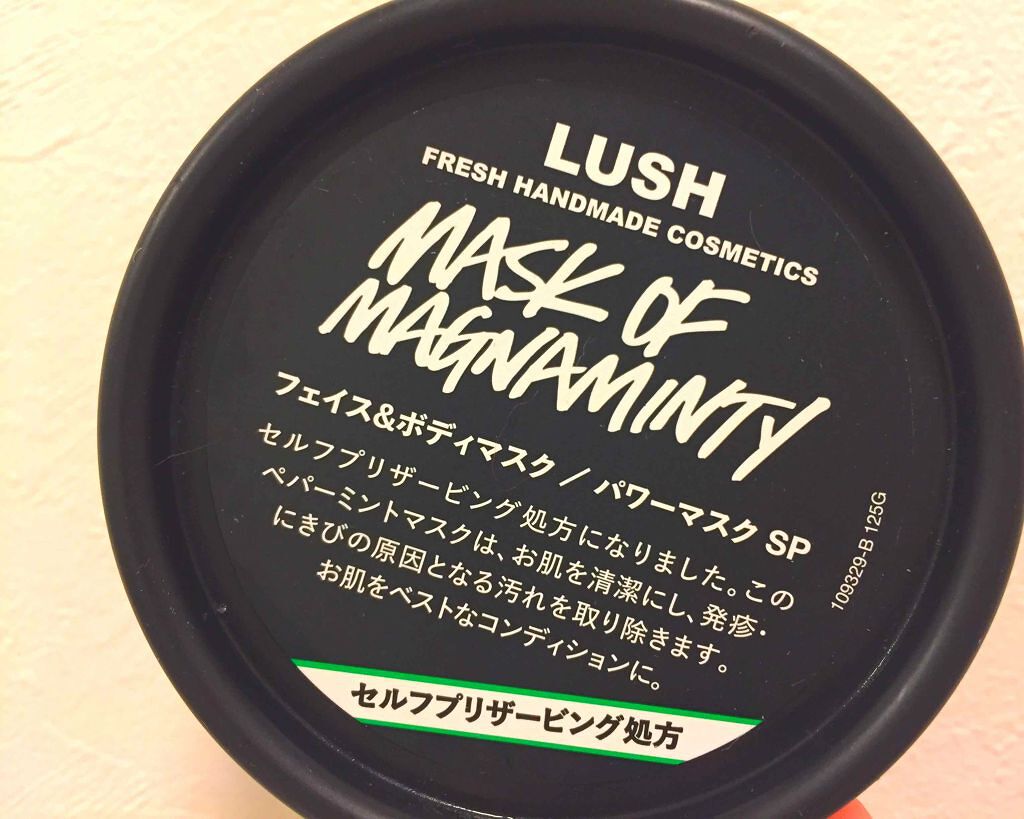 LUSH
FRESH HANDMADE COSMETICS
MASK OF
MAGNAMINTY
フェイス&ボディマスク / パワーマスク SP
セルフプリザービング処方になりました。この
ペパーミントマスクは、お肌を清潔にし、発疹・
にきびの原因となる汚れを取り除きます。
お肌をベストなコンディションに。
109329-B 125G
セルフプリザービング処方